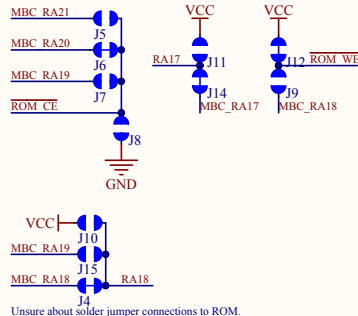 MBC_RA21
VCC
VCC
J5
MBC_RA20
J6
RA17
J11
J12
ROM_WE
MBC_RA19
J7
J14
J9
MBC_RA17
MBC_RA18
ROM_CE
J8
GND
VCC
J10
MBC_RA19
J15
MBC_RA18
RA18
J4
Unsure about solder jumper connections to ROM.